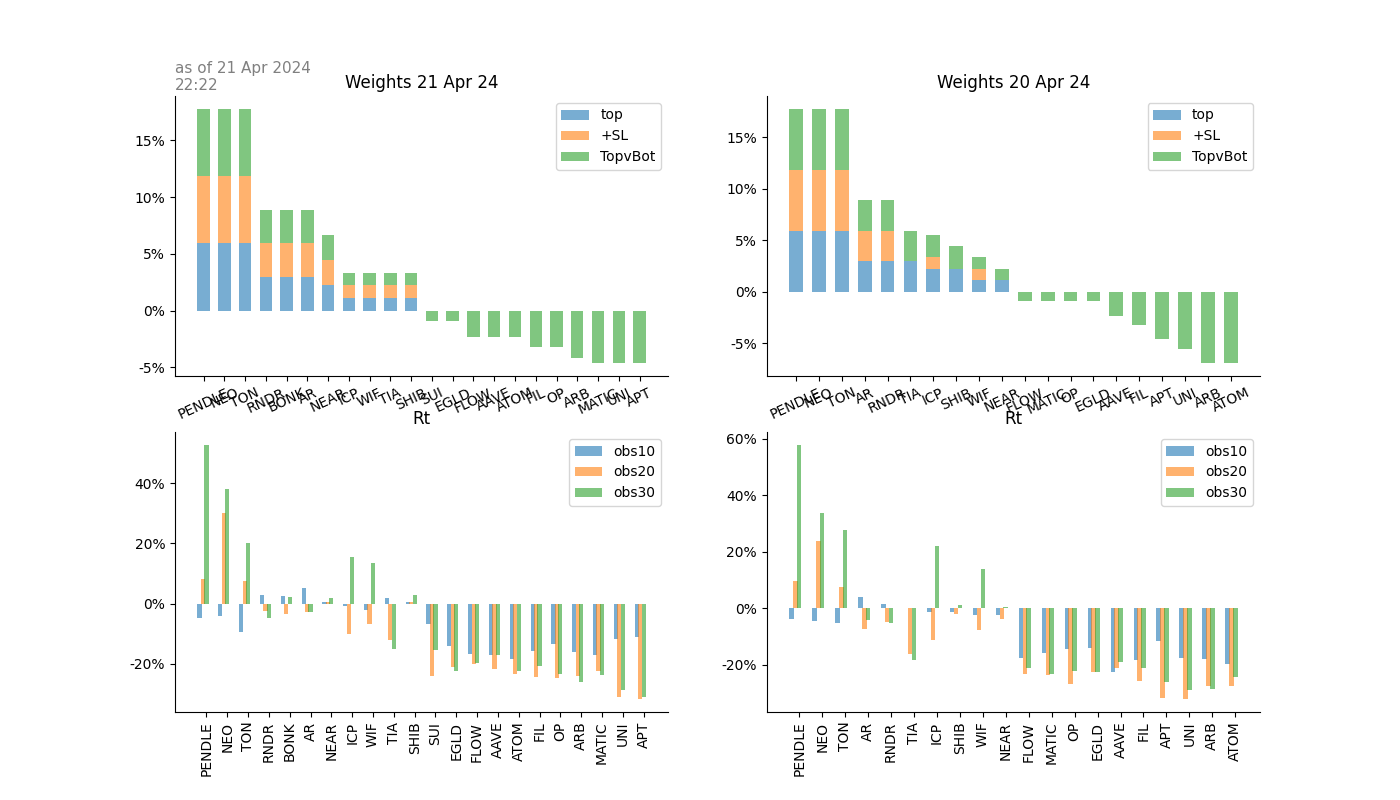 as of 21 Apr 2024
22:22
Weights 21 Apr 24
15%
10%
5%
0%
-5%
top
+SL
TopvBot
PENDLE NEO TON RNDR BONK AR NEAR ICP WIF TIA SHIB SUI EGLD FLOW AAVE ATOM FIL OP ARB MATIC UNI APT
Weights 20 Apr 24
15%
10%
5%
0%
-5%
top
+SL
TopvBot
PENDLE NEO TON AR RNDR TIA ICP SHIB WIF NEAR FLOW MATIC OP EGLD AAVE FIL APT UNI ARB ATOM
Rt
40%
20%
0%
-20%
obs10
obs20
obs30
PENDLE NEO TON RNDR BONK AR NEAR ICP WIF TIA SHIB SUI EGLD FLOW AAVE ATOM FIL OP ARB MATIC UNI APT
Rt
60%
40%
20%
0%
-20%
obs10
obs20
obs30
PENDLE NEO TON AR RNDR TIA ICP SHIB WIF NEAR FLOW MATIC OP EGLD AAVE FIL APT UNI ARB ATOM